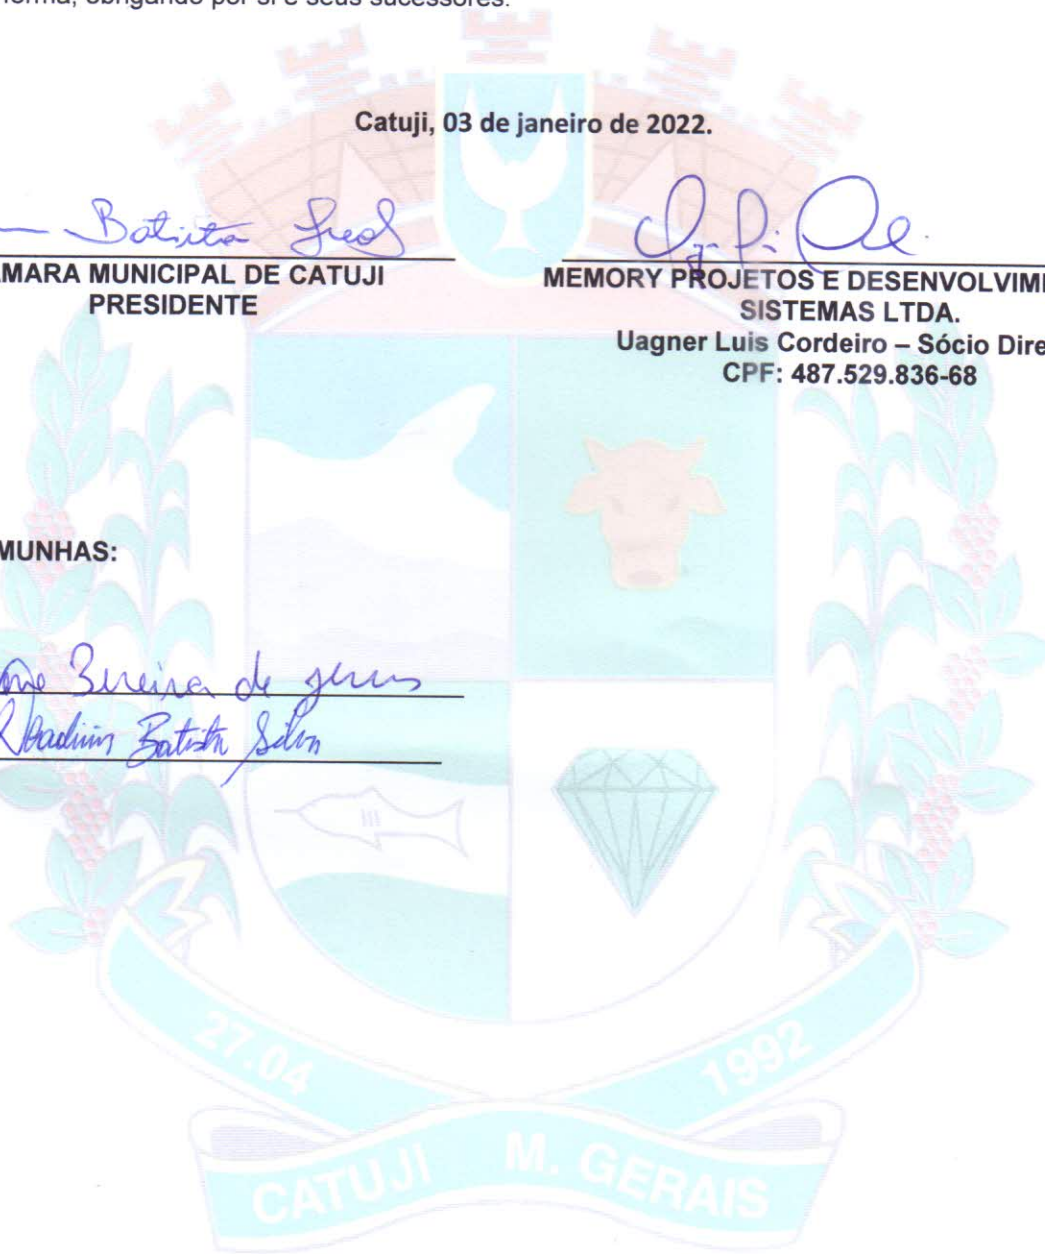 forma, obrigando por si e seus sucessores.
Catuji, 03 de janeiro de 2022.
Batista
MARA MUNICIPAL DE CATUJI
PRESIDENTE
MEMORY PROJETOS E DESENVOLVIM
SISTEMAS LTDA.
Uagner Luis Cordeiro – Sócio Dire
CPF: 487.529.836-68
MUNHAS:
de Jesus
Batista Silva
27.04
1992
CATUJI M. GERAIS